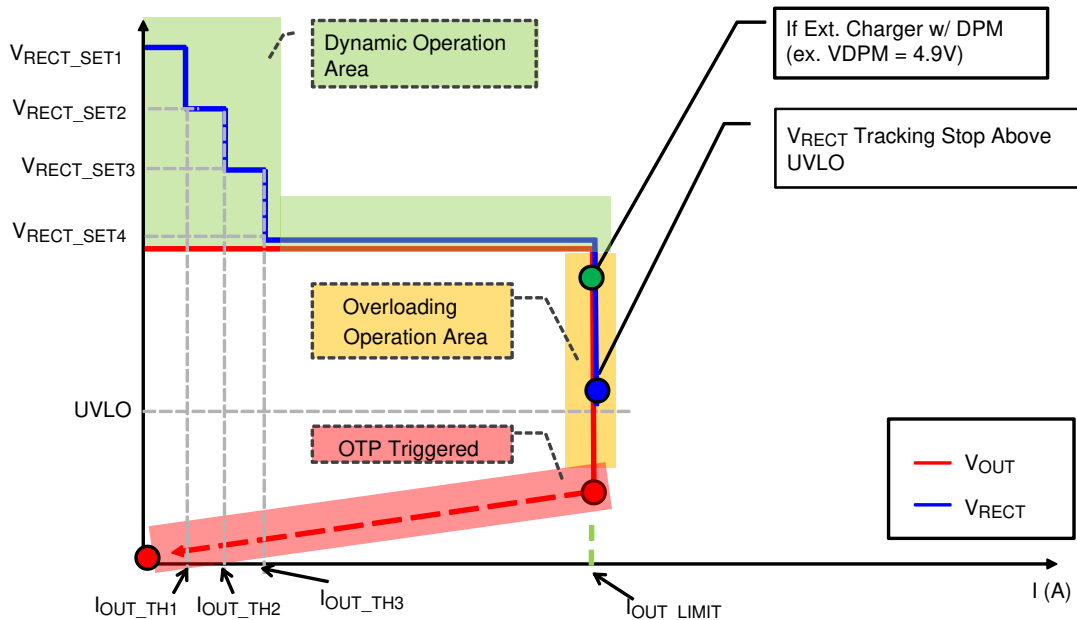 VRECT_SET1
VRECT_SET2
VRECT_SET3
VRECT_SET4
UVLO
Dynamic Operation
Area
If Ext. Charger w/ DPM
(ex. VDPM = 4.9V)
VRECT Tracking Stop Above
UVLO
Overloading
Operation Area
OTP Triggered
VOUT
VRECT
IOUT_TH1
IOUT_TH2
IOUT_TH3
IOUT_LIMIT
I (A)